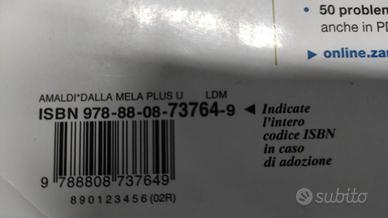 • 50 problem
anche in PD
▶ online.za
AMALDI*DALLA MELA PLUS U LDM
ISBN 978-88-08-73764-9
◀ Indicate
l'intero
codice ISBN
in caso
di adozione
9 788808 737649
890123456 (02R)
subito